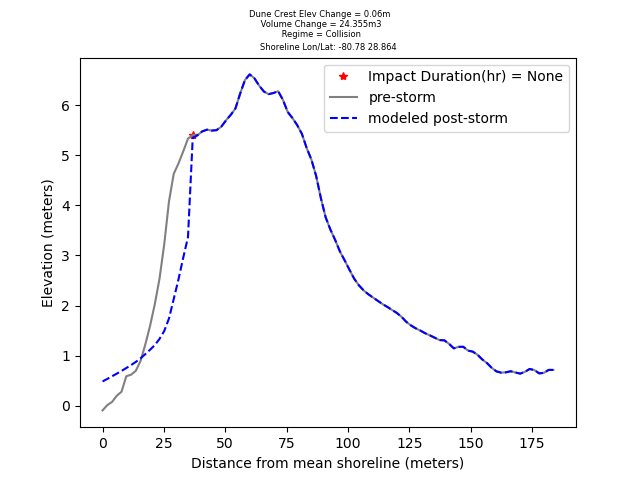 Dune Crest Elev Change = 0.06m
Volume Change = 24.355m3
Regime = Collision
Shoreline Lon/Lat: -80.78 28.864
Impact Duration(hr) = None
pre-storm
modeled post-storm
6
5
4
3
2
1
0
Elevation (meters)
0 25 50 75 100 125 150 175
Distance from mean shoreline (meters)